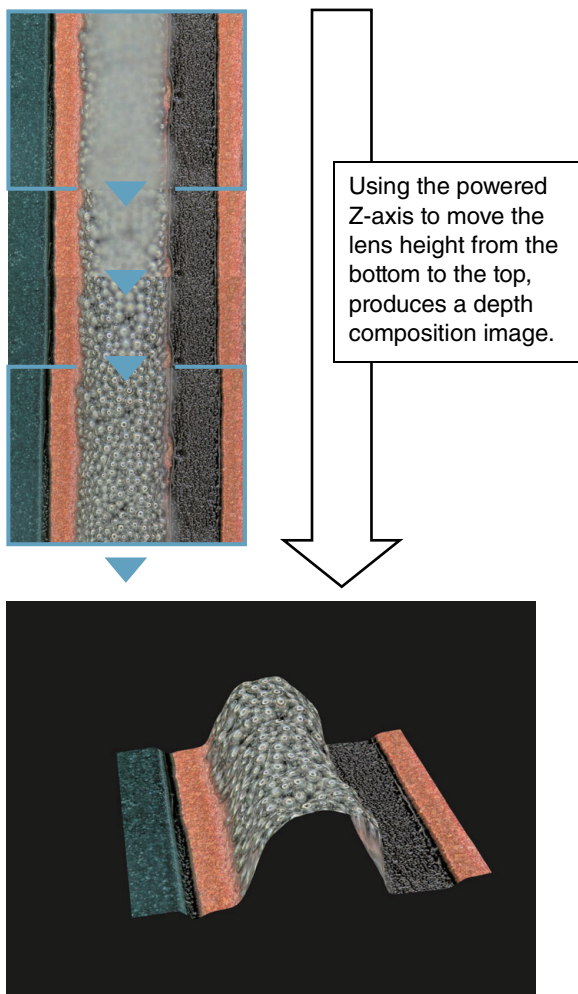 Using the powered
Z-axis to move the
lens height from the
bottom to the top,
produces a depth
composition image.